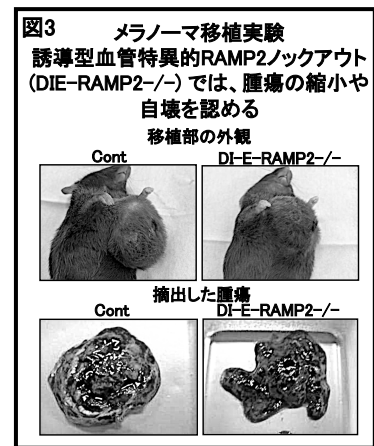 図3
メラノーマ移植実験
誘導型血管特異的RAMP2ノックアウト
(DIE-RAMP2-/-) では、腫瘍の縮小や
自壊を認める
移植部の外観
Cont DI-E-RAMP2-/-
摘出した腫瘍
Cont DI-E-RAMP2-/-